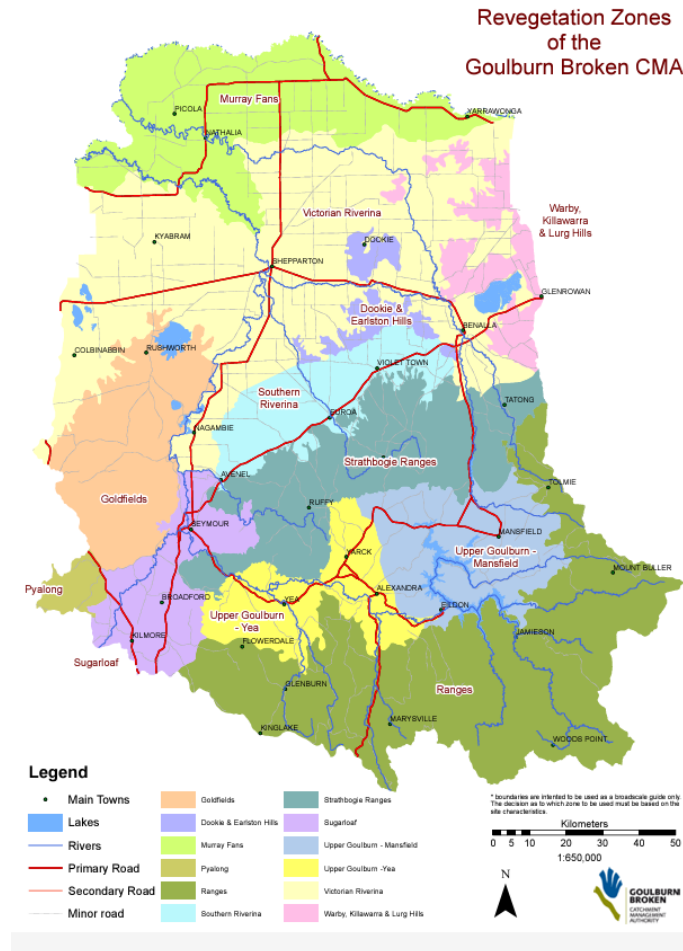 Revegetation Zones
of the
Goulburn Broken CMA
Murray Fans
PICOLA
NATHALIA
YARRAWONGA
Victorian Riverina
Warby,
Killawarra
& Lurg Hills
KYABRAM
DOOKIE
SHEPPARTON
GLENROWAN
Dookie &
Earlston Hills
BENALLA
COLBINABBIN
RUSHWORTH
VIOLET TOWN
Southern
Riverina
TATONG
EUROA
NAGAMBIE
Strathbogie Ranges
AVENEL
TOLMIE
Goldfields
RUFFY
SEYMOUR
MANSFIELD
YARCK
Upper Goulburn -
Mansfield
MOUNT BULLER
Pyalong
ALEXANDRA
BROADFORD
YEA
EILDON
Upper Goulburn
- Yea
KILMORE
FLOWERDALE
JAMIESON
Sugarloaf
GLENBURN
Ranges
MARYSVILLE
KINGLAKE
WOODS POINT
Legend
Main Towns
Lakes
Rivers
Primary Road
Secondary Road
Minor road
Goldfields
Dookie & Earlston Hills
Murray Fans
Pyalong
Ranges
Southern Riverina
Strathbogie Ranges
Sugarloaf
Upper Goulburn - Mansfield
Upper Goulburn -Yea
Victorian Riverina
Warby, Killawarra & Lurg Hills
* boundaries are intented to be used as a broadscale guide only.
The decision as to which zone to be used must be based on the
site characteristics.
Kilometers
0 5 10 20 30 40 50
1:650,000
N
GOULBURN
BROKEN
CATCHMENT
MANAGEMENT
AUTHORITY